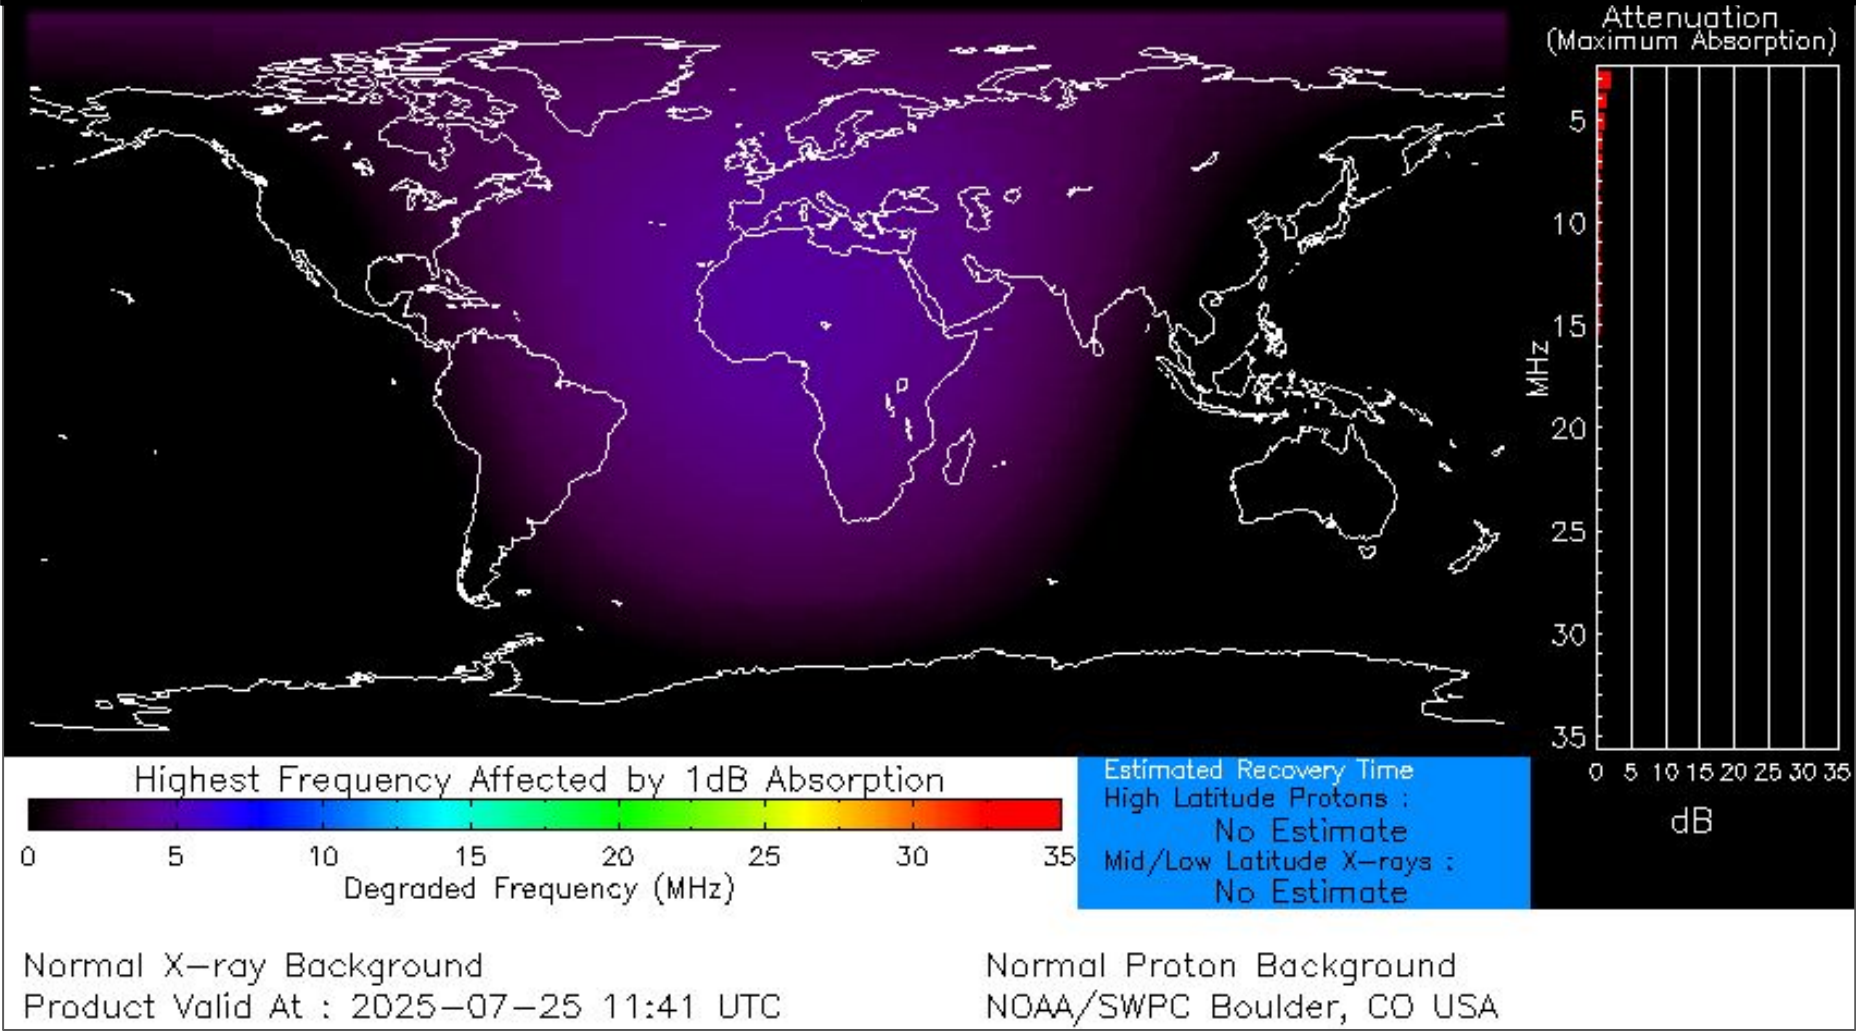 Attenuation
(Maximum Absorption)
5
10
15
20
25
30
35
MHz
0 5 10 15 20 25 30 35
dB
Highest Frequency Affected by 1dB Absorption
0 5 10 15 20 25 30 35
Degraded Frequency (MHz)
Estimated Recovery Time
High Latitude Protons :
No Estimate
Mid/Low Latitude X-rays :
No Estimate
Normal X-ray Background
Product Valid At : 2025-07-25 11:41 UTC
Normal Proton Background
NOAA/SWPC Boulder, CO USA